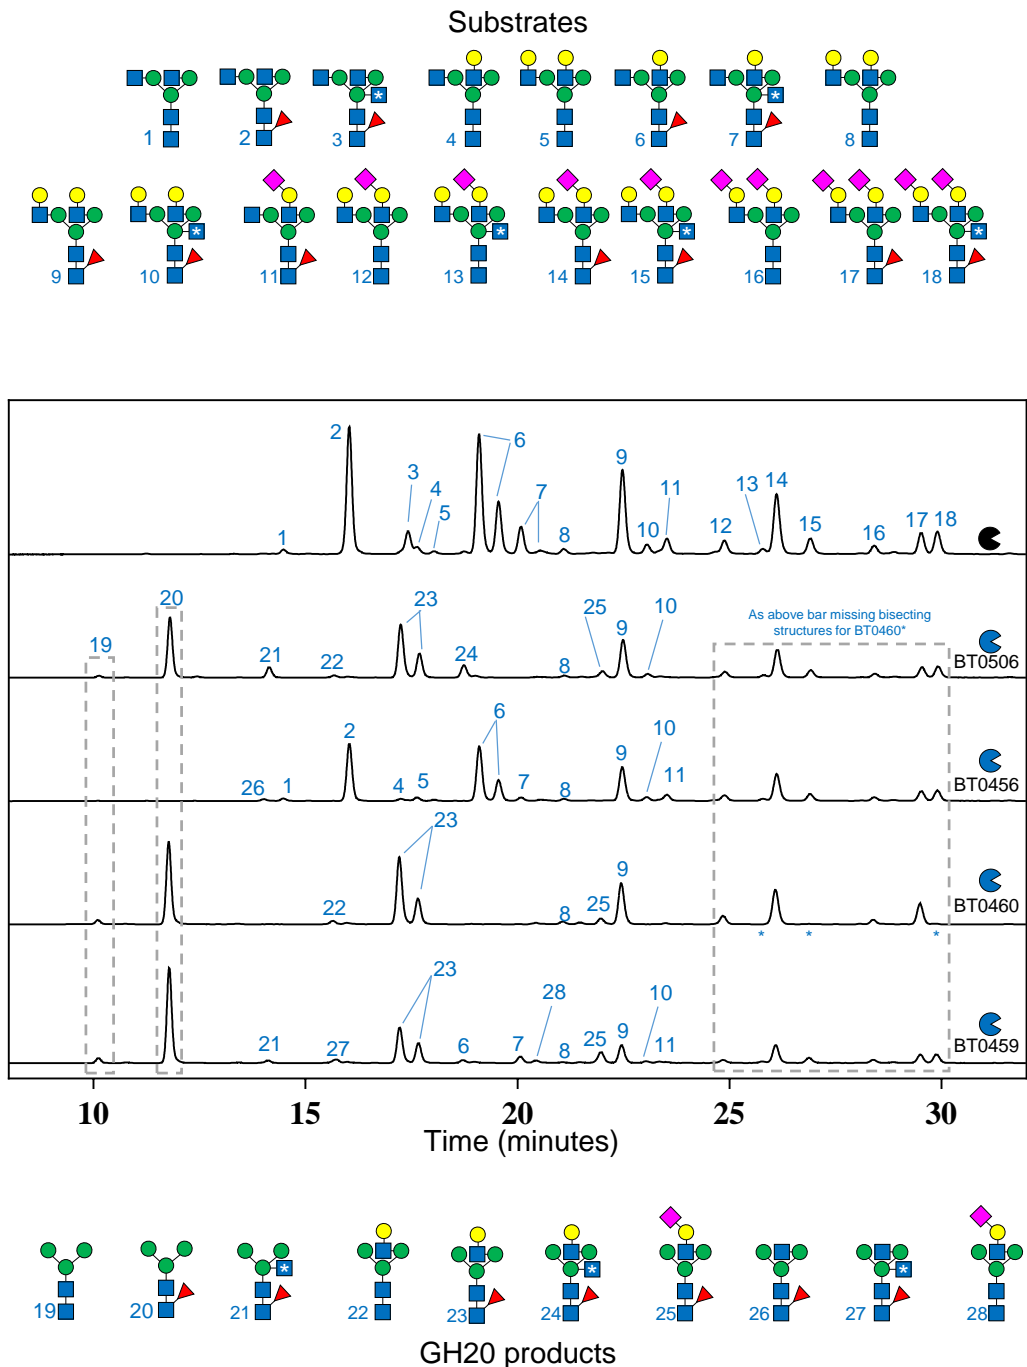 Substrates
* * *
1 2 3 4 5 6 7 8
* * * *
9 10 11 12 13 14 15 16 17 18
1 2 3 4 5 6 7 8 9 10 11 12 13 14 15 16 17 18
19 20 21 22 23 24 8 25 9 10
As above bar missing bisecting
structures for BT0460*
BT0506
26 1 2 4 5 6 7 8 9 10 11
BT0456
22 23 8 25 9
* * *
BT0460
21 27 23 6 7 28 8 25 9 10 11
BT0459
10 15 20 25 30
Time (minutes)
* * *
19 20 21 22 23 24 25 26 27 28
GH20 products